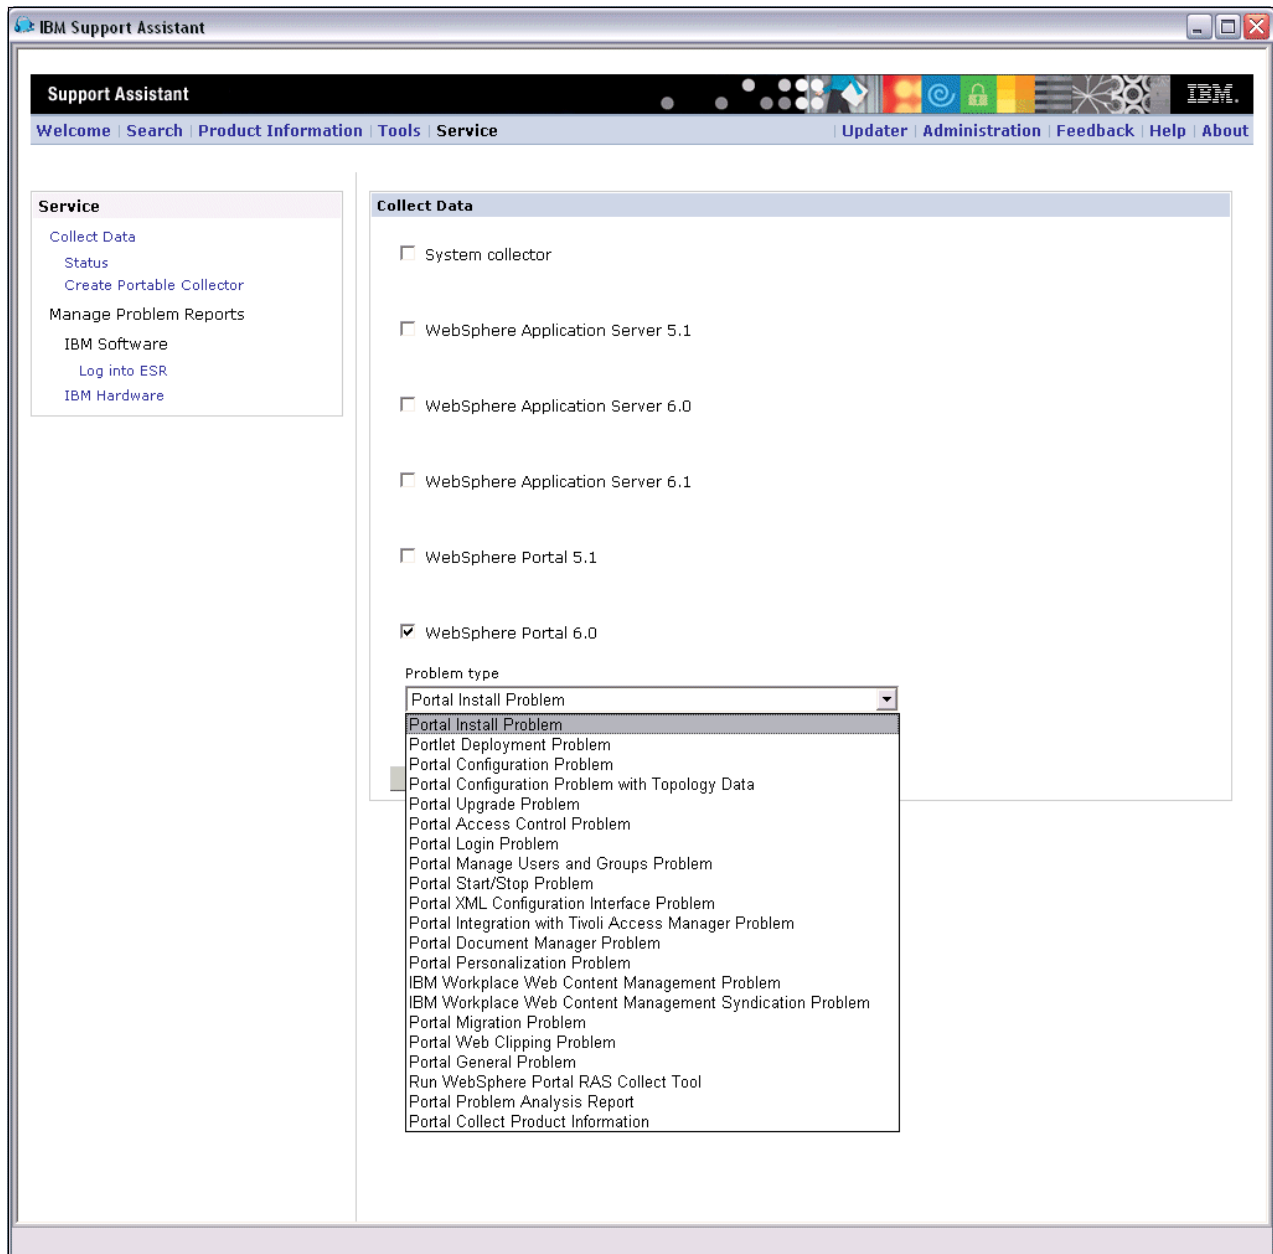 IBM Support Assistant
Support Assistant
IBM.
Welcome | Search | Product Information | Tools | Service | Updater | Administration | Feedback | Help | About
Service
Collect Data
Status
Create Portable Collector
Manage Problem Reports
IBM Software
Log into ESR
IBM Hardware
Collect Data
System collector
WebSphere Application Server 5.1
WebSphere Application Server 6.0
WebSphere Application Server 6.1
WebSphere Portal 5.1
WebSphere Portal 6.0
Problem type
Portal Install Problem
Portal Install Problem
Portlet Deployment Problem
Portal Configuration Problem
Portal Configuration Problem with Topology Data
Portal Upgrade Problem
Portal Access Control Problem
Portal Login Problem
Portal Manage Users and Groups Problem
Portal Start/Stop Problem
Portal XML Configuration Interface Problem
Portal Integration with Tivoli Access Manager Problem
Portal Document Manager Problem
Portal Personalization Problem
IBM Workplace Web Content Management Problem
IBM Workplace Web Content Management Syndication Problem
Portal Migration Problem
Portal Web Clipping Problem
Portal General Problem
Run WebSphere Portal RAS Collect Tool
Portal Problem Analysis Report
Portal Collect Product Information